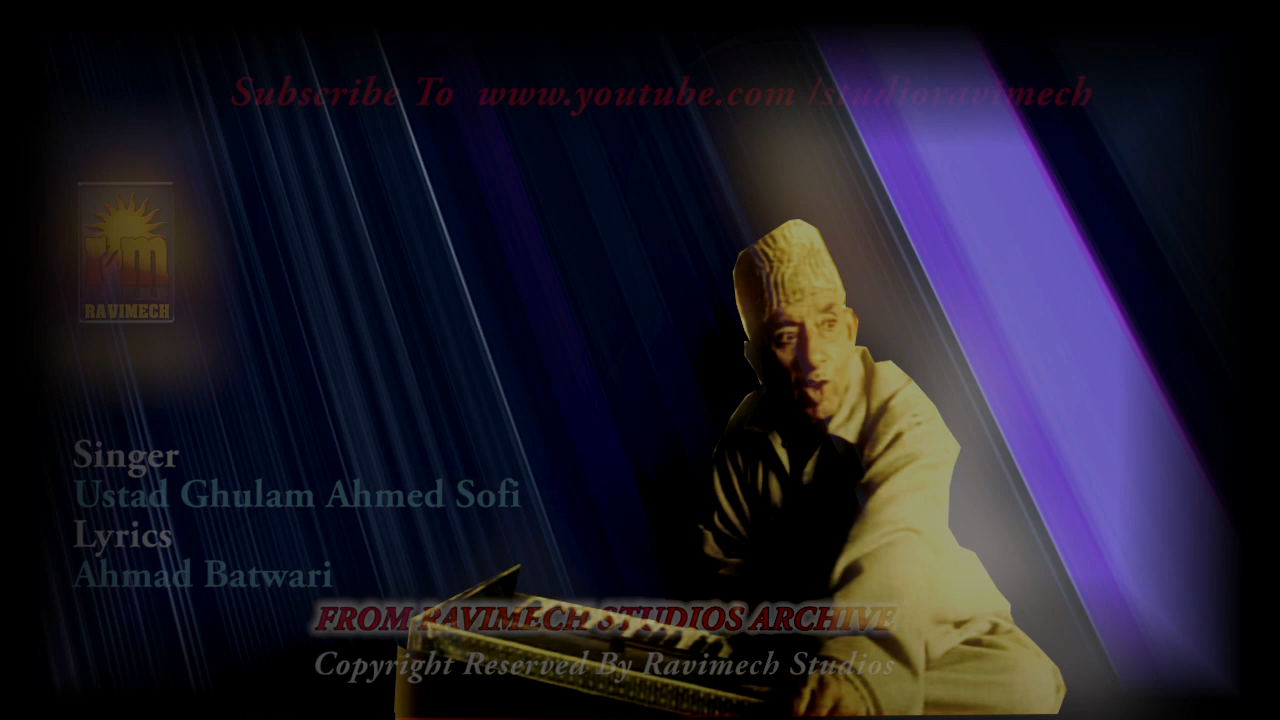 Subscribe To www.youtube.com /studioravimech
rm
RAVIMECH
Singer
Ustad Ghulam Ahmed Sofi
Lyrics
Ahmad Batwari
FROM RAVIMECH STUDIOS ARCHIVE
Copyright Reserved By Ravimech Studios